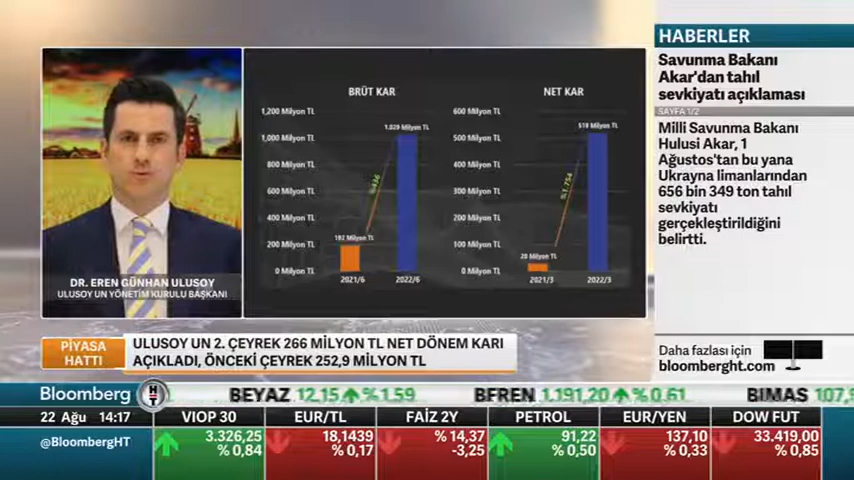 HABERLER
Savunma Bakanı
Akar'dan tahıl
sevkiyatı açıklaması
SAYFA 1/2
Milli Savunma Bakanı
Hulusi Akar, 1
Ağustos'tan bu yana
Ukrayna limanlarından
656 bin 349 ton tahıl
sevkiyatı
gerçekleştirildiğini
belirtti.
Daha fazlası için
bloomberght.com
BRÜT KAR
1,200 Milyon TL
1,000 Milyon TL
800 Milyon TL
600 Milyon TL
400 Milyon TL
200 Milyon TL
0 Milyon TL
192 Milyon TL
%436
1.029 Milyon TL
2021/6
2022/6
NET KAR
600 Milyon TL
500 Milyon TL
400 Milyon TL
300 Milyon TL
200 Milyon TL
100 Milyon TL
0 Milyon TL
28 Milyon TL
%1.754
519 Milyon TL
2021/3
2022/3
DR. EREN GÜNHAN ULUSOY
ULUSOY UN YÖNETİM KURULU BAŞKANI
PİYASA
HATTI
ULUSOY UN 2. ÇEYREK 266 MİLYON TL NET DÖNEM KARI
AÇIKLADI, ÖNCEKİ ÇEYREK 252,9 MİLYON TL
Bloomberg HT
BEYAZ 12,15 %1.59 BFREN 1,191,20 %0.61 BIMAS 107,9
22 Ağu 14:17
@BloombergHT
VIOP 30
3.326,25
% 0,84
EUR/TL
18,1439
% 0,17
FAİZ 2Y
% 14,37
-3,25
PETROL
91,22
% 0,50
EUR/YEN
137,10
% 0,33
DOW FUT
33.419,00
% 0,85